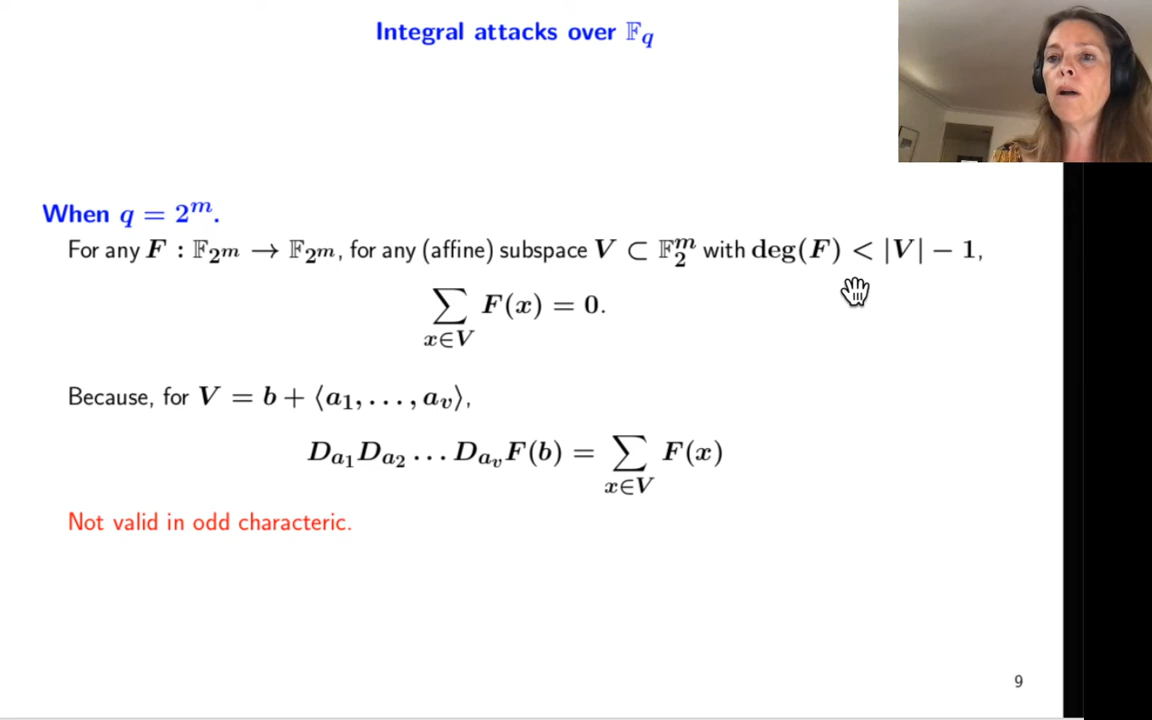 Integral attacks over 𝔽_q
When q = 2^m.
For any F : 𝔽_{2^m} → 𝔽_{2^m}, for any (affine) subspace V ⊂ 𝔽_2^m with deg(F) < |V| − 1,
∑_{x∈V} F(x) = 0.
Because, for V = b + ⟨a_1, . . . , a_v⟩,
D_{a_1} D_{a_2} . . . D_{a_v} F(b) = ∑_{x∈V} F(x)
Not valid in odd characteric.
9